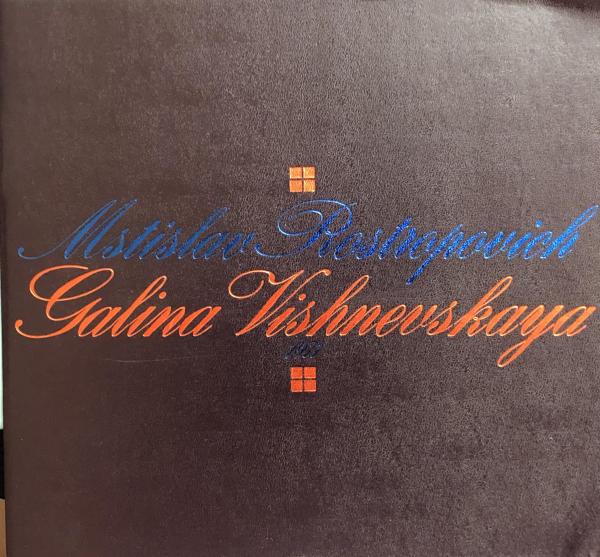 Mstislav Rostropovich
Galina Vishnevskaya